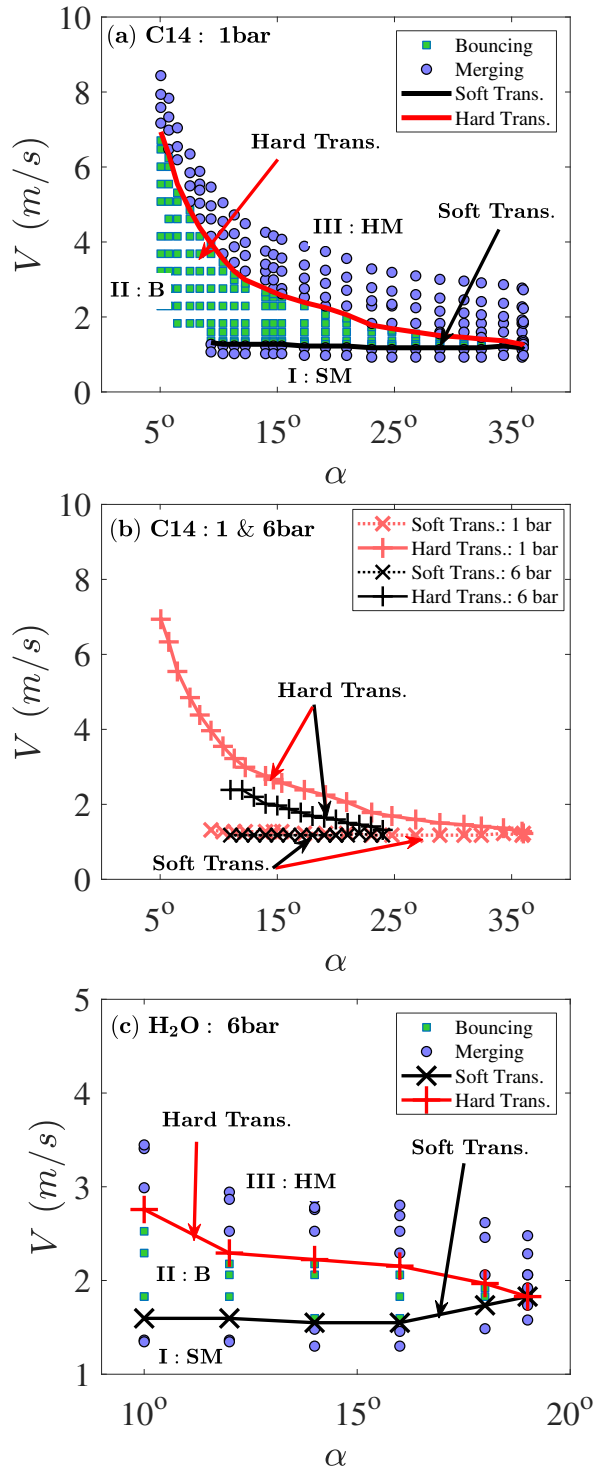 (a) C14 : 1bar
Bouncing
Merging
Soft Trans.
Hard Trans.
Hard Trans.
Soft Trans.
III : HM
II : B
I : SM
10
8
6
4
2
0
V (m/s)
5° 15° 25° 35°
α
(b) C14 : 1 & 6bar
Soft Trans.: 1 bar
Hard Trans.: 1 bar
Soft Trans.: 6 bar
Hard Trans.: 6 bar
Hard Trans.
Soft Trans.
10
8
6
4
2
0
V (m/s)
5° 15° 25° 35°
α
(c) H₂O : 6bar
Bouncing
Merging
Soft Trans.
Hard Trans.
Hard Trans.
Soft Trans.
III : HM
II : B
I : SM
5
4
3
2
1
V (m/s)
10° 15° 20°
α